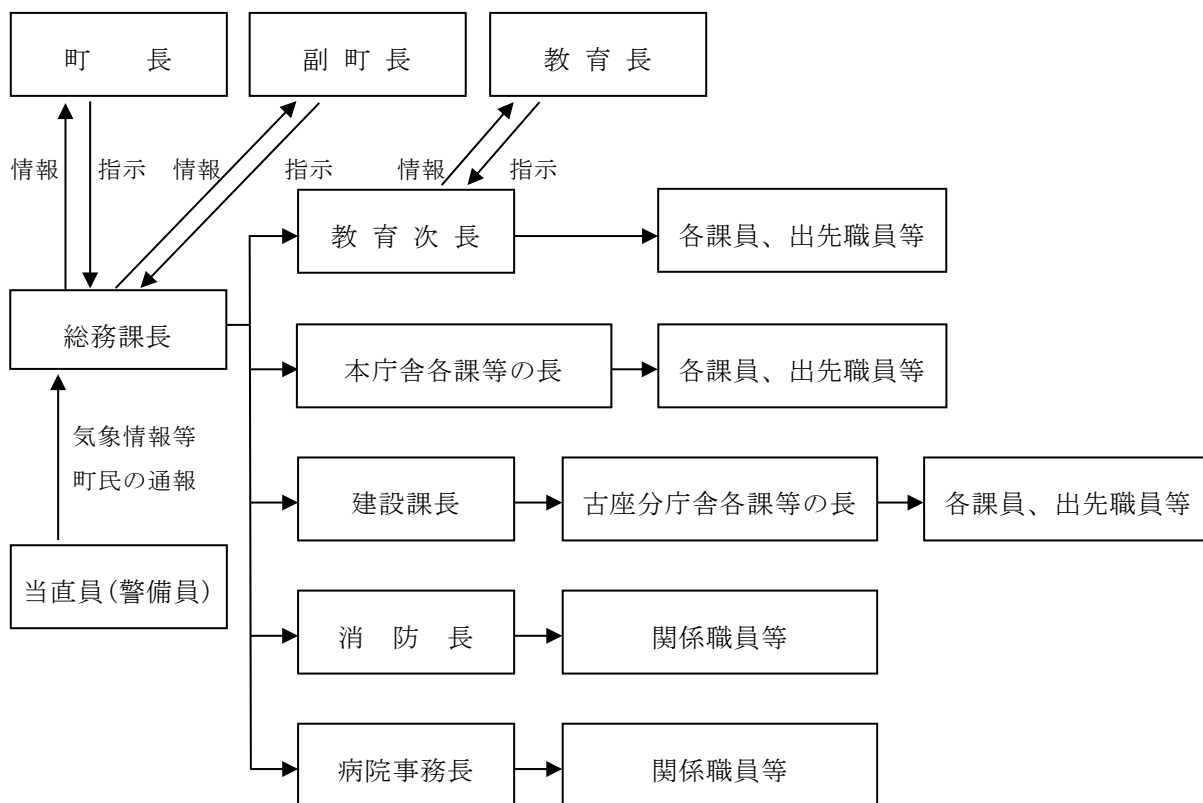 町　長
副町長
教育長
情報
指示
情報
指示
情報
指示
教育次長
各課員、出先職員等
総務課長
本庁舎各課等の長
各課員、出先職員等
気象情報等
町民の通報
建設課長
古座分庁舎各課等の長
各課員、出先職員等
当直員(警備員)
消防長
関係職員等
病院事務長
関係職員等